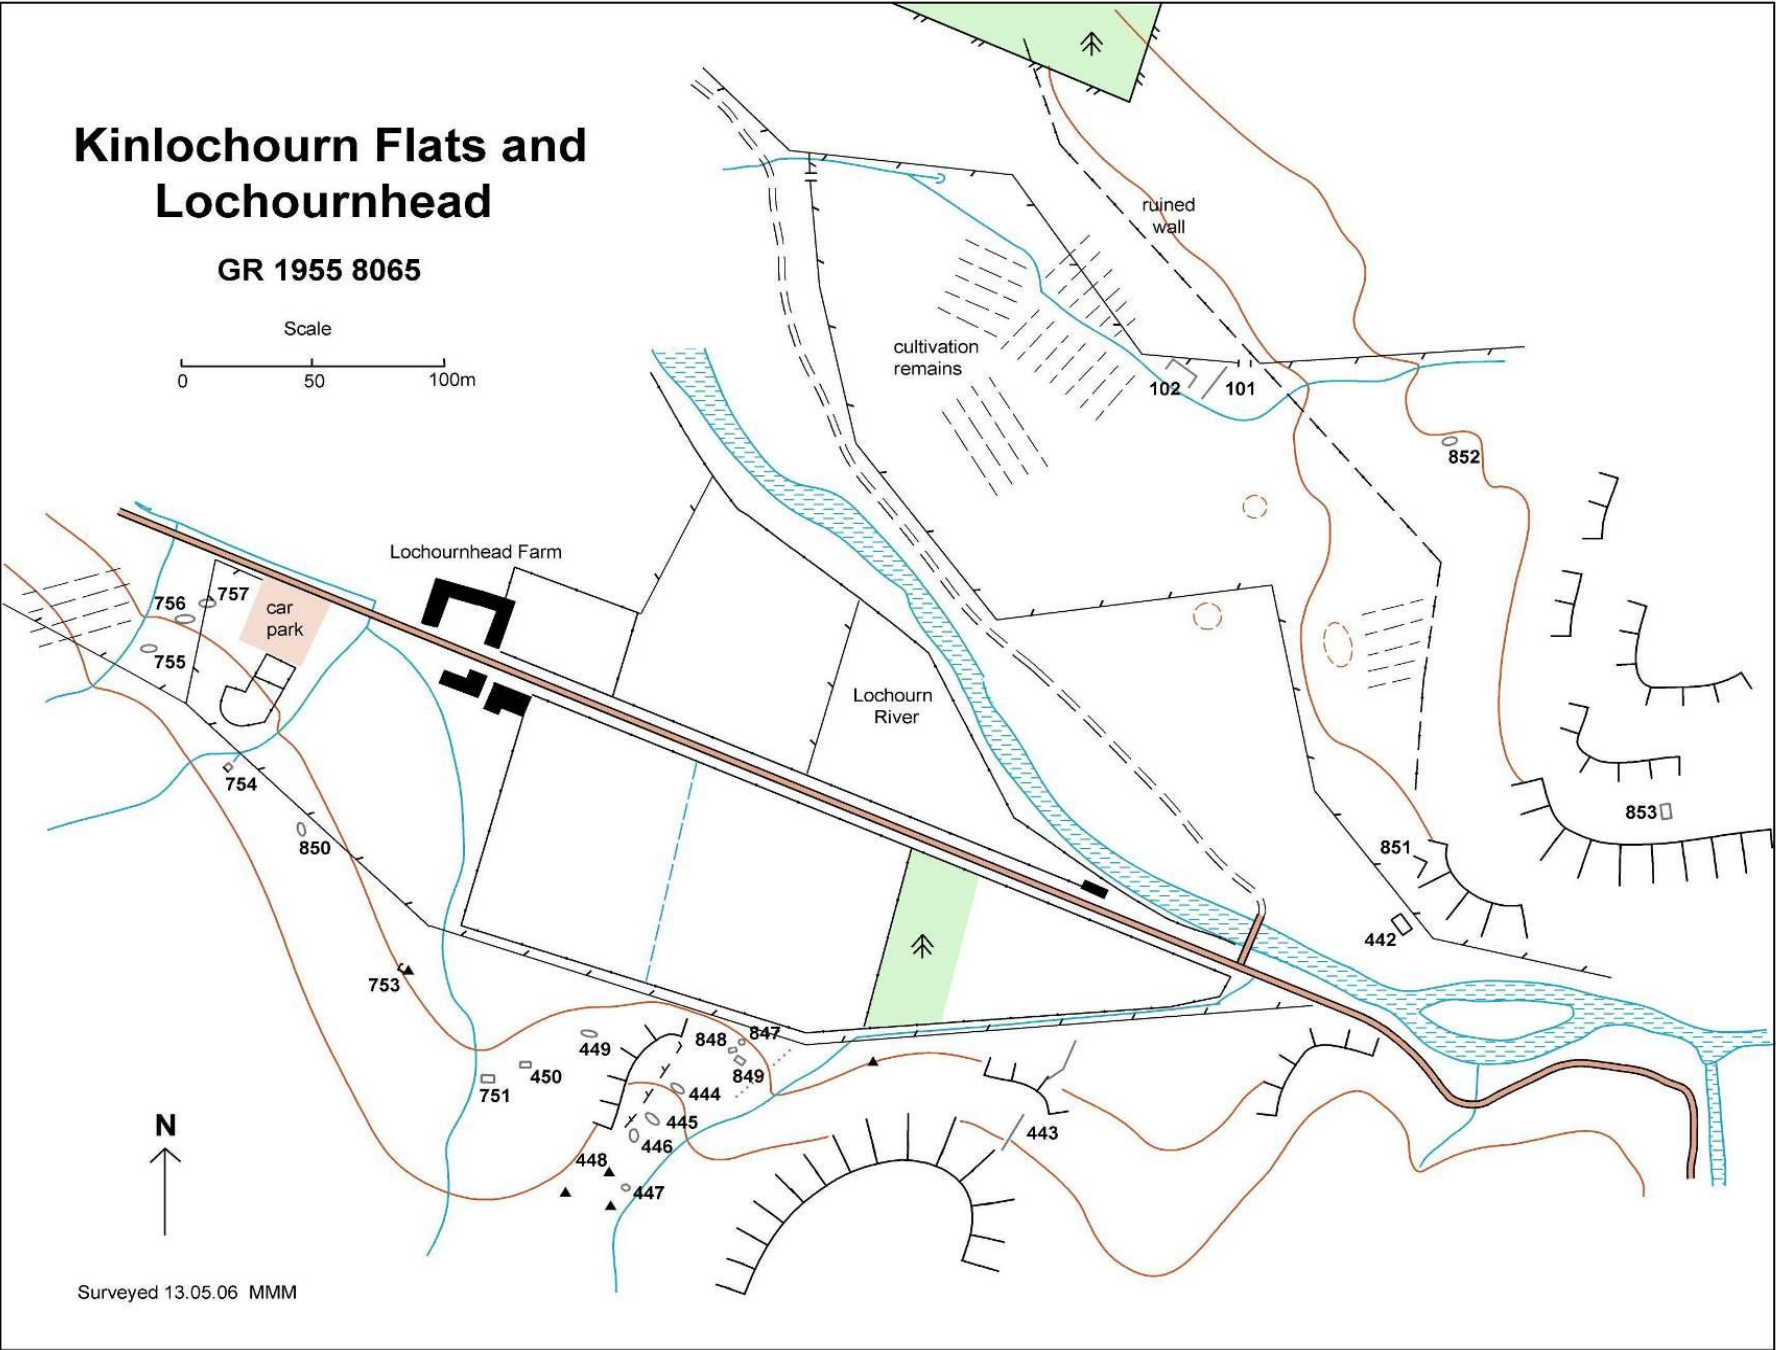 Kinlochourn Flats and
Lochournhead
GR 1955 8065
Scale
0 50 100m
ruined
wall
cultivation
remains
102 101
852
Lochournhead Farm
756 757
car
park
755
Lochourn
River
754
850
853
851
442
753
449
848 847
450
849
751
444
445
443
446
448
447
N
Surveyed 13.05.06 MMM